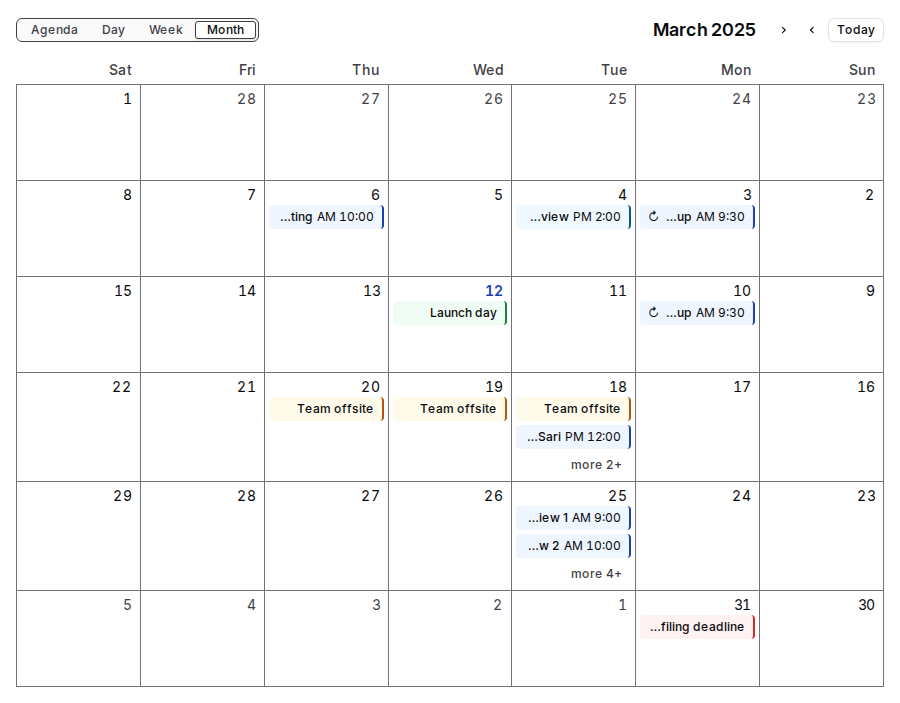 Agenda Day Week Month
March 2025
Today
Sun Mon Tue Wed Thu Fri Sat
23
24
25
26
27
28
1
2
3
...up AM 9:30
4
...view PM 2:00
5
6
...ting AM 10:00
7
8
9
10
...up AM 9:30
11
12
Launch day
13
14
15
16
17
18
Team offsite
...Sari PM 12:00
more 2+
19
Team offsite
20
Team offsite
21
22
23
24
25
...iew 1 AM 9:00
...w 2 AM 10:00
more 4+
26
27
28
29
30
31
...filing deadline
1
2
3
4
5